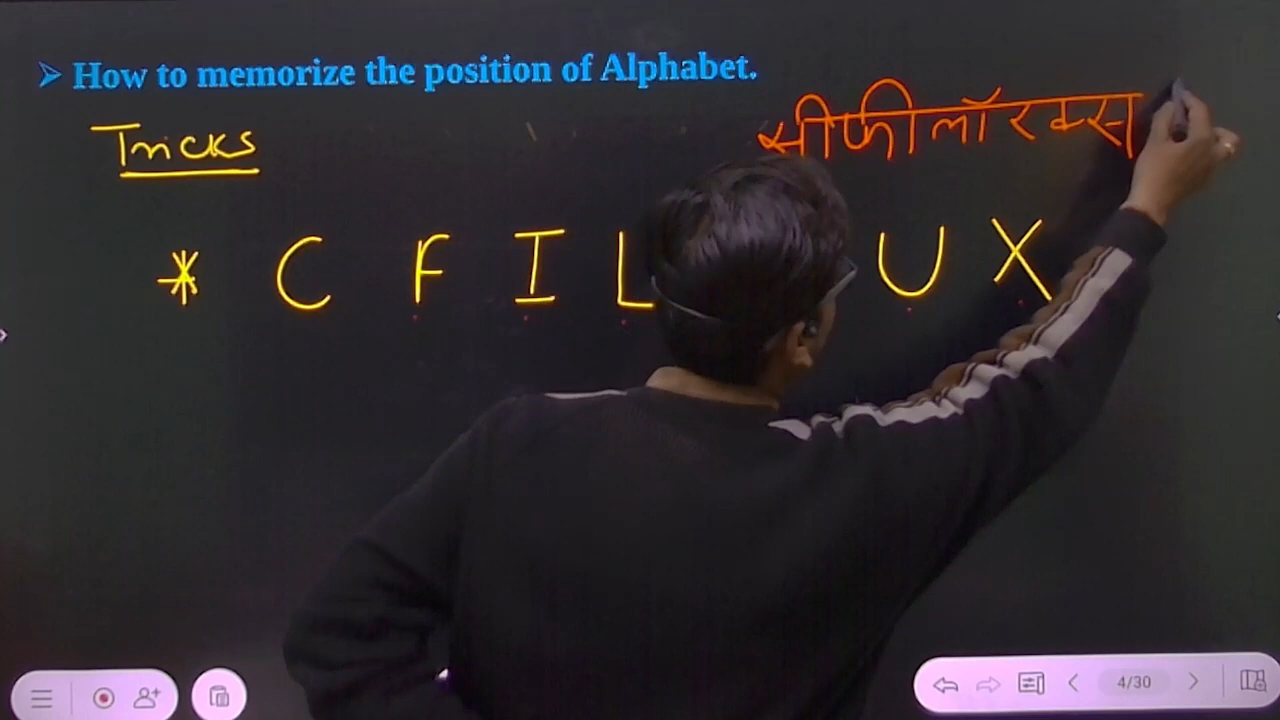 ➢ How to memorize the position of Alphabet.
Tricks
सीफीलॉरक्स
* C F I L U X
4/30